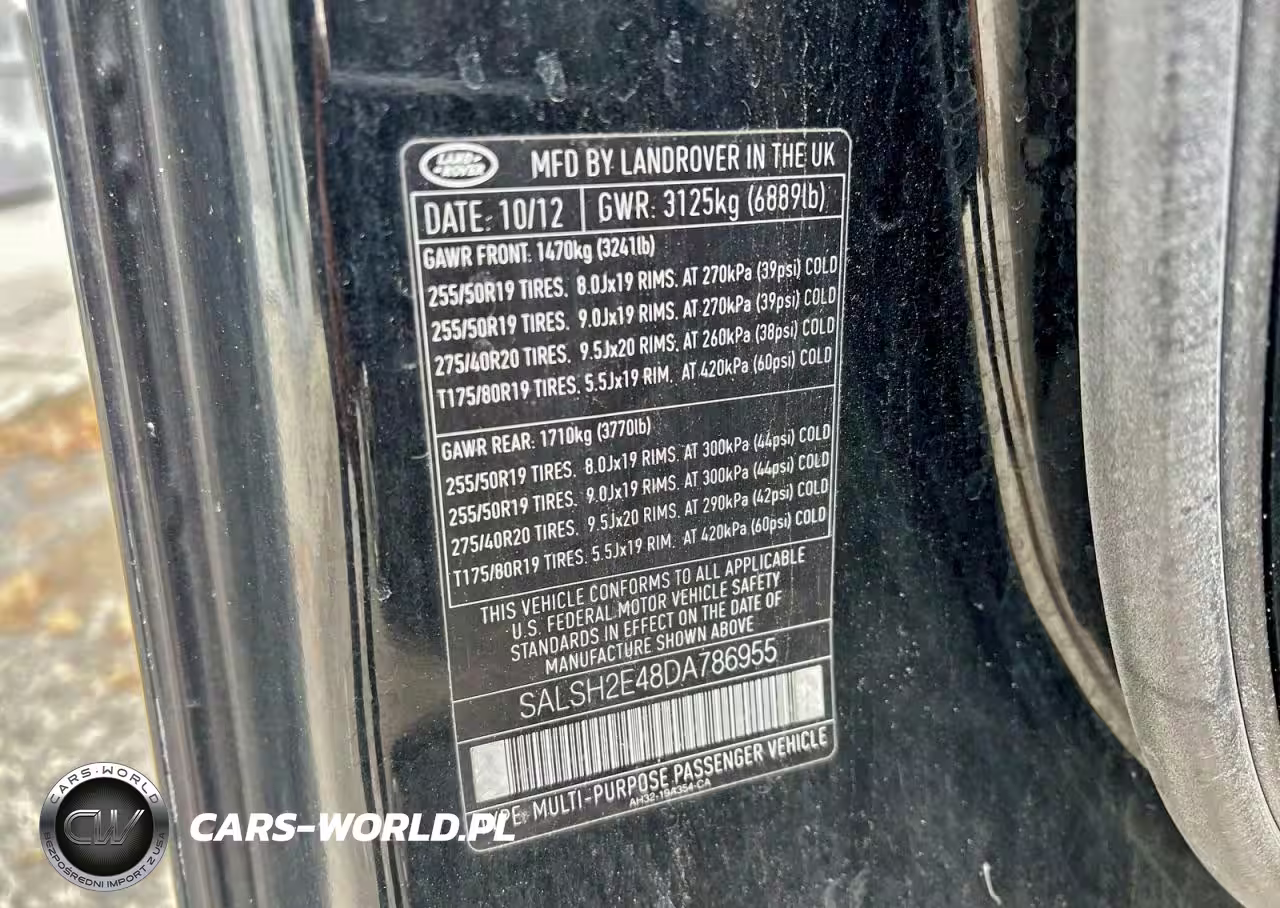 LAND ROVER
MFD BY LANDROVER IN THE UK
DATE: 10/12 GWR: 3125kg (6889lb)
GAWR FRONT: 1470kg (3241lb)
255/50R19 TIRES. 8.0Jx19 RIMS. AT 270kPa (39psi) COLD
255/50R19 TIRES. 9.0Jx19 RIMS. AT 270kPa (39psi) COLD
275/40R20 TIRES. 9.5Jx20 RIMS. AT 260kPa (38psi) COLD
T175/80R19 TIRES. 5.5Jx19 RIM. AT 420kPa (60psi) COLD
GAWR REAR: 1710kg (3770lb)
255/50R19 TIRES. 8.0Jx19 RIMS. AT 300kPa (44psi) COLD
255/50R19 TIRES. 9.0Jx19 RIMS. AT 300kPa (44psi) COLD
275/40R20 TIRES. 9.5Jx20 RIMS. AT 290kPa (42psi) COLD
T175/80R19 TIRES. 5.5Jx19 RIM. AT 420kPa (60psi) COLD
THIS VEHICLE CONFORMS TO ALL APPLICABLE
U.S. FEDERAL MOTOR VEHICLE SAFETY
STANDARDS IN EFFECT ON THE DATE OF
MANUFACTURE SHOWN ABOVE
SALSH2E48DA786955
TYPE: MULTI-PURPOSE PASSENGER VEHICLE
AH32-19A354-CA
CARS-WORLD
CW
BEZPOŚREDNI IMPORT Z USA
CARS-WORLD.PL